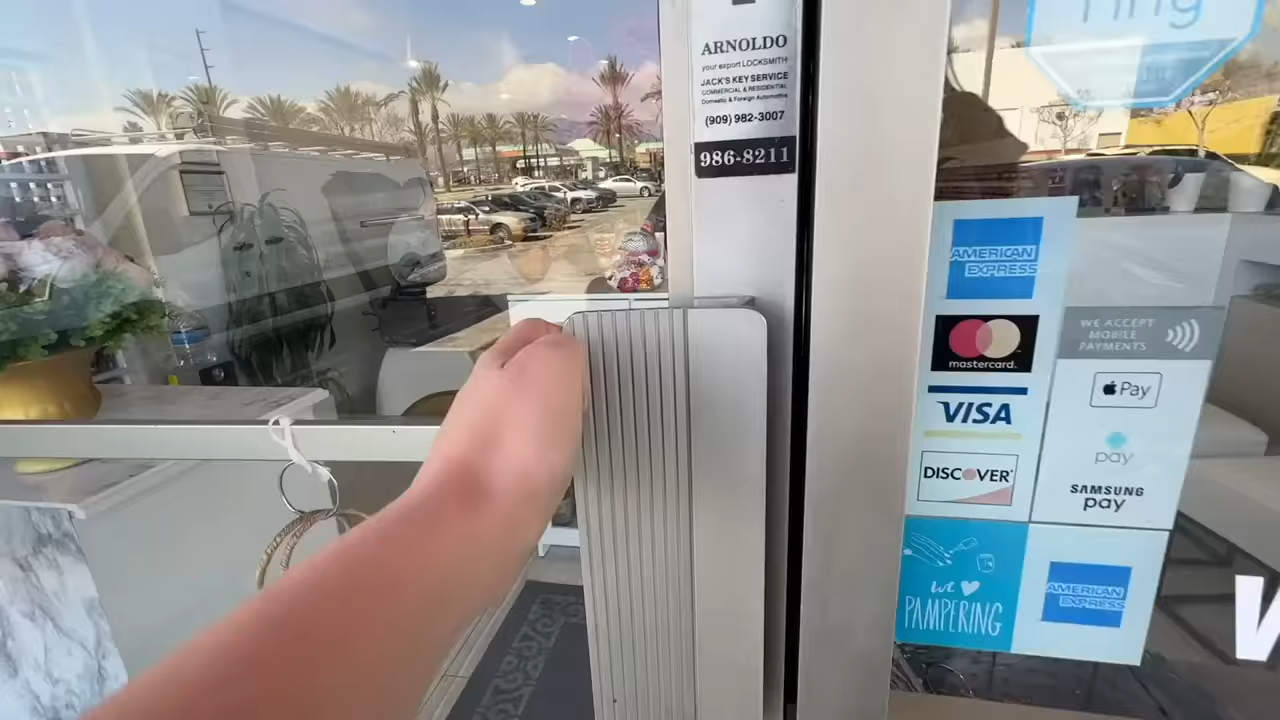 ARNOLDO
your expert LOCKSMITH
JACK'S KEY SERVICE
COMMERCIAL & RESIDENTIAL
Domestic & Foreign Automotive
(909) 982-3007
986-8211
ring
AMERICAN
EXPRESS
mastercard.
VISA
DISCOVER
WE ACCEPT
MOBILE
PAYMENTS
Pay
pay
SAMSUNG
pay
we
PAMPERING
AMERICAN
EXPRESS